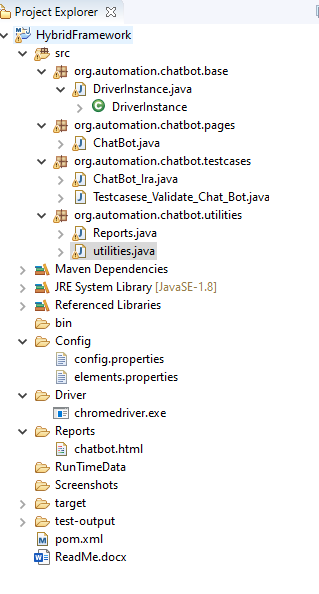 Project Explorer
HybridFramework
src
org.automation.chatbot.base
DriverInstance.java
DriverInstance
org.automation.chatbot.pages
ChatBot.java
org.automation.chatbot.testcases
ChatBot_Ira.java
Testcasese_Validate_Chat_Bot.java
org.automation.chatbot.utilities
Reports.java
utilities.java
Maven Dependencies
JRE System Library [JavaSE-1.8]
Referenced Libraries
bin
Config
config.properties
elements.properties
Driver
chromedriver.exe
Reports
chatbot.html
RunTimeData
Screenshots
target
test-output
pom.xml
ReadMe.docx